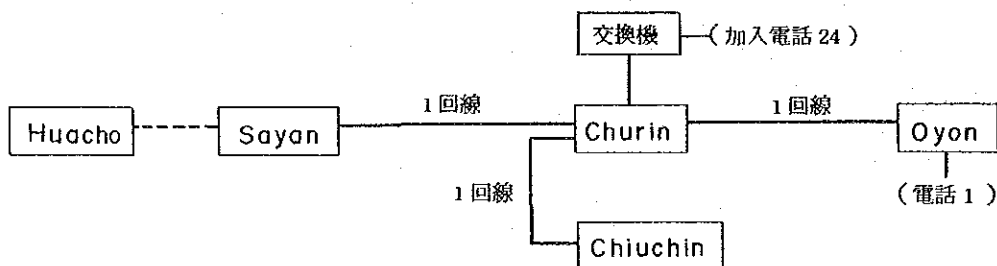 交換機
(加入電話 24)
1回線
1回線
Huacho
Sayan
Churin
Oyon
1回線
(電話 1)
Chiuchin